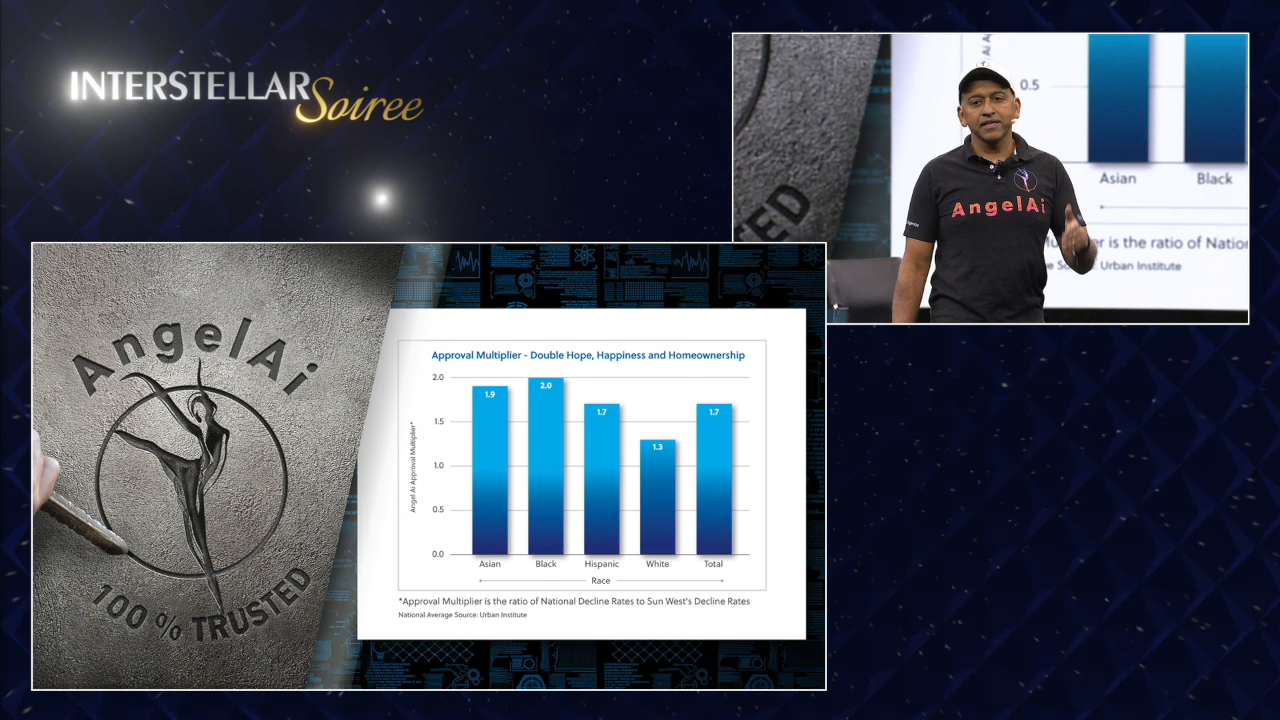 INTERSTELLAR Soiree
0.5
Asian Black
AngelAi
TED
er is the ratio of Nation
Urban Institute
AngelAi
100 % TRUSTED
Approval Multiplier - Double Hope, Happiness and Homeownership
Angel Ai Approval Multiplier*
2.0
1.5
1.0
0.5
0.0
1.9
2.0
1.7
1.3
1.7
Asian Black Hispanic White Total
Race
*Approval Multiplier is the ratio of National Decline Rates to Sun West's Decline Rates
National Average Source: Urban Institute